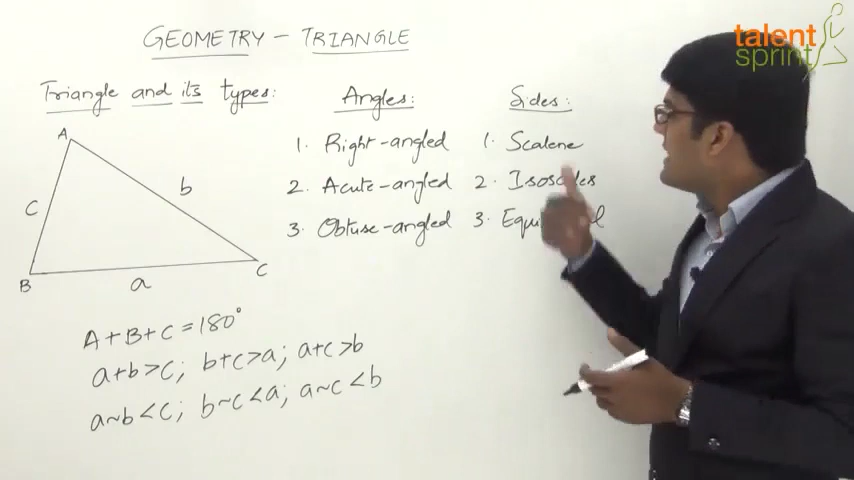 GEOMETRY - TRIANGLE
talent
sprint
Triangle and its types:
Angles:
1. Right-angled
2. Acute-angled
3. Obtuse-angled
Sides:
1. Scalene
2. Isosceles
3.
A
c
b
B
a
C
A+B+C=180°
a+b>c; b+c>a; a+c>b
a~b<c; b~c<a; a~c<b